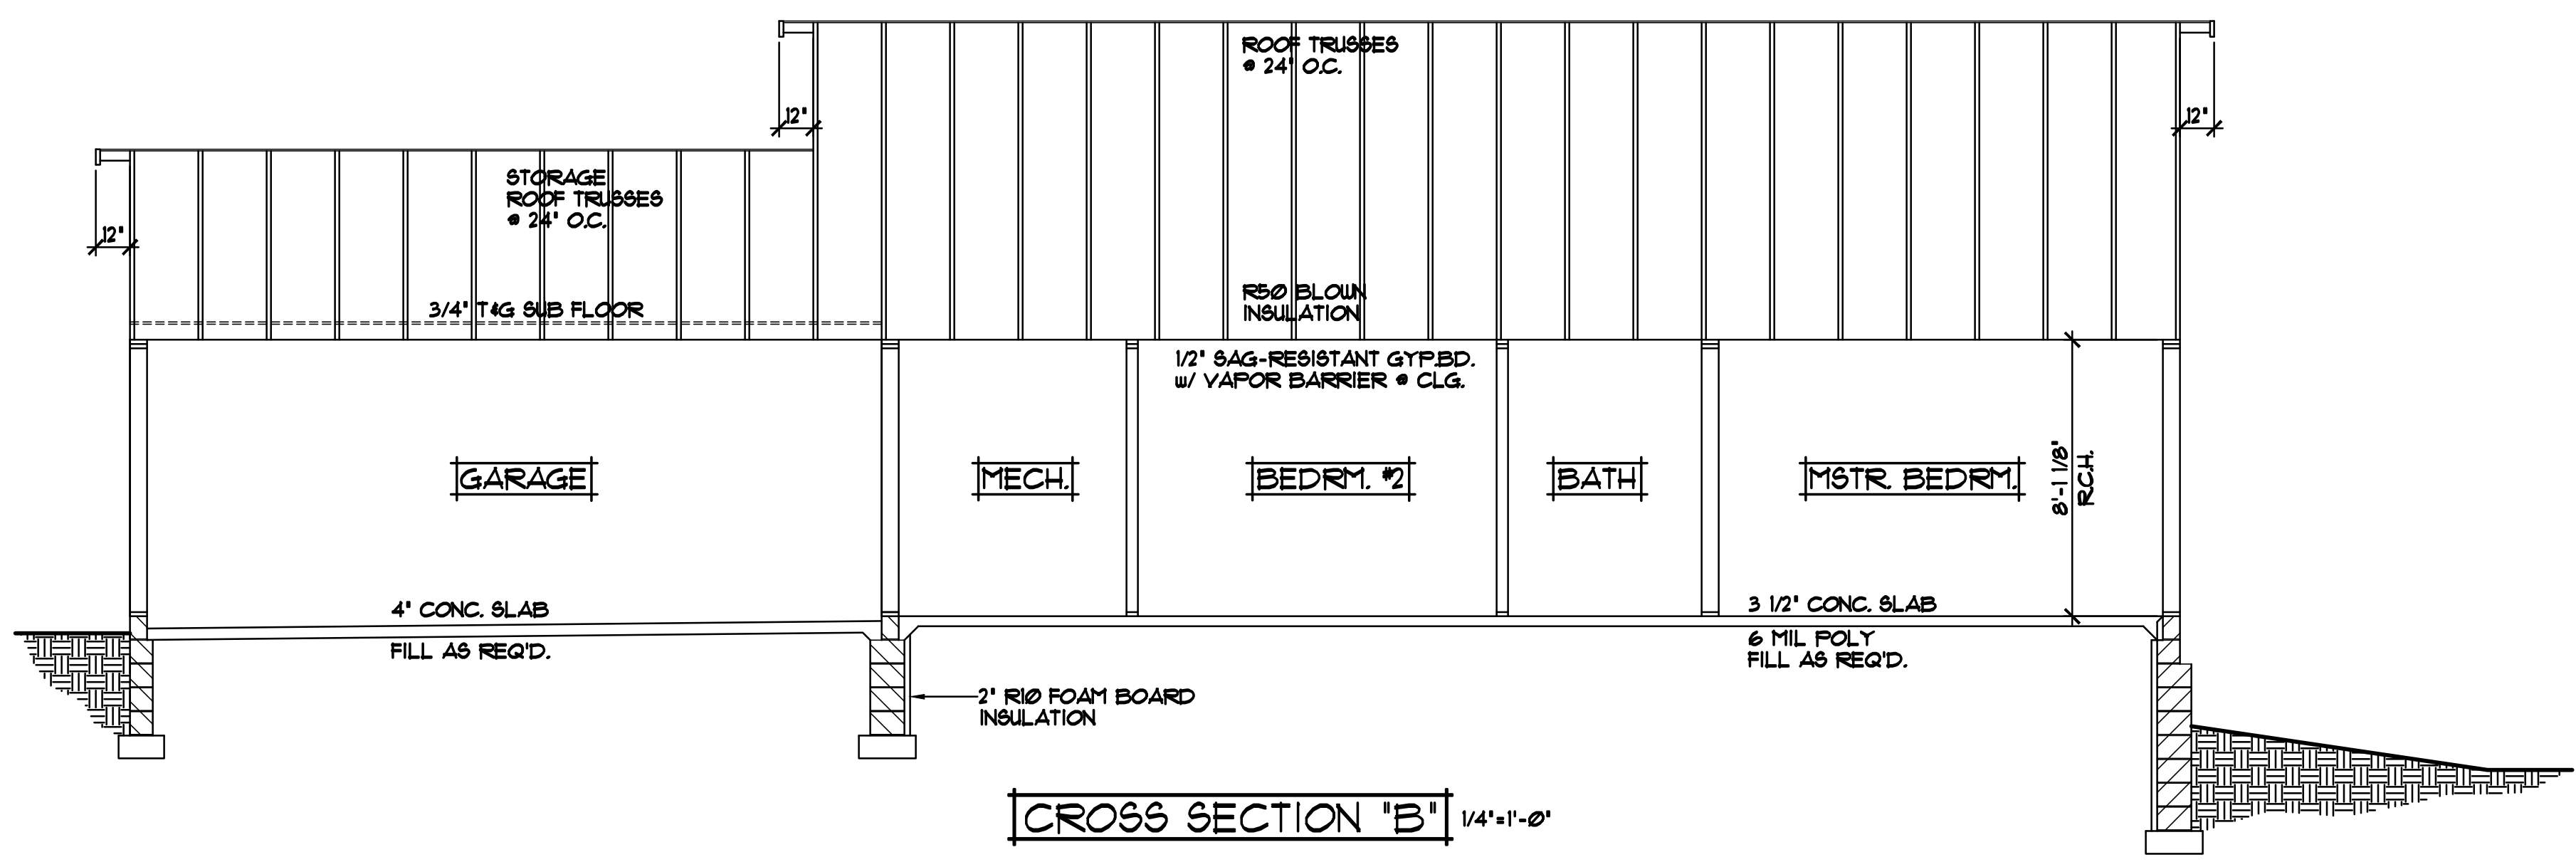 ROOF TRUSSES
@ 24" O.C.
12"
12"
STORAGE
ROOF TRUSSES
@ 24" O.C.
12"
R50 BLOWN
INSULATION
3/4" T&G SUB FLOOR
1/2" SAG-RESISTANT GYP.BD.
w/ VAPOR BARRIER @ CLG.
GARAGE
MECH.
BEDRM. #2
BATH
MSTR. BEDRM.
8'-1 1/8"
R.C.H.
4" CONC. SLAB
FILL AS REQ'D.
3 1/2" CONC. SLAB
6 MIL POLY
FILL AS REQ'D.
2" R10 FOAM BOARD
INSULATION
CROSS SECTION "B"
1/4"=1'-0"